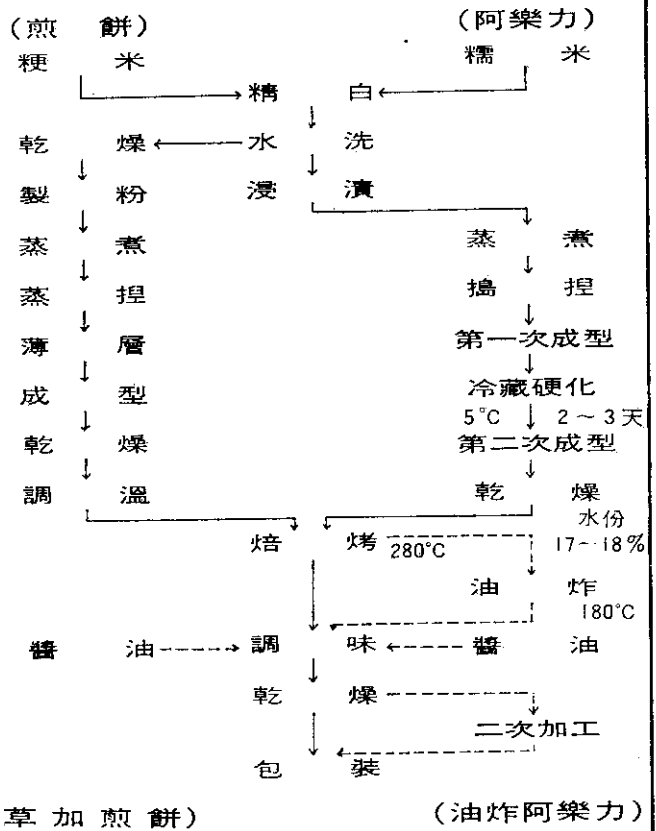 (煎餅) (阿樂力)
粳米 糯米
精白
乾燥 水洗
製粉 浸漬
蒸煮 蒸煮
蒸捏 搗捏
薄層 第一次成型
成型 冷藏硬化
5°C 2～3天
乾燥 第二次成型
調溫 乾燥
水份
焙烤 280°C 17~18%
油炸
180°C
醬油 調味 醬油
乾燥
二次加工
包裝
草加煎餅) (油炸阿樂力)